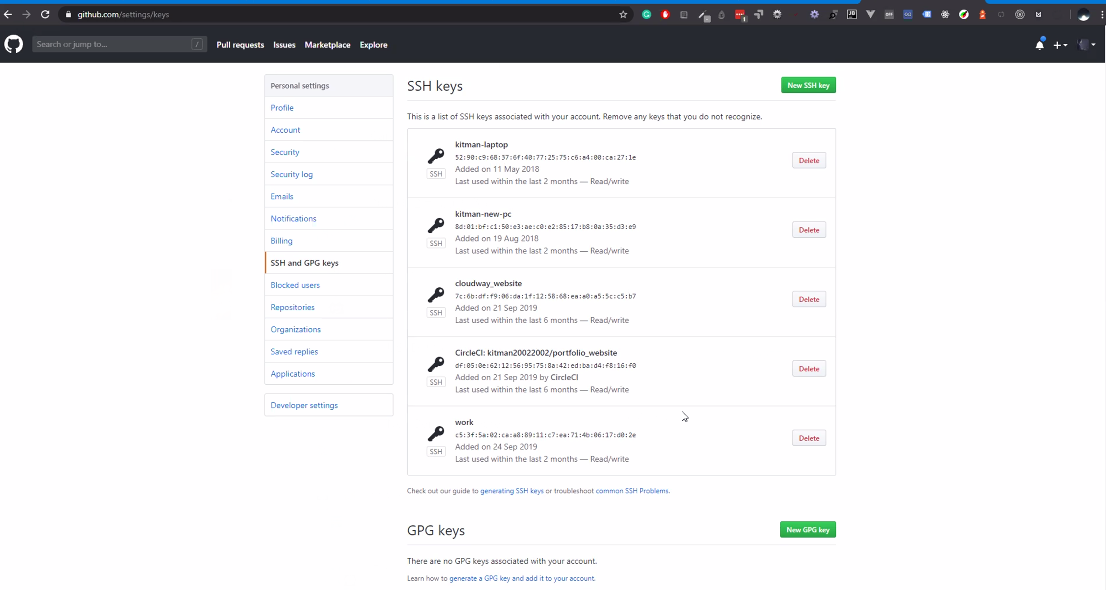 github.com/settings/keys
Search or jump to... /
Pull requests Issues Marketplace Explore
Personal settings
Profile
Account
Security
Security log
Emails
Notifications
Billing
SSH and GPG keys
Blocked users
Repositories
Organizations
Saved replies
Applications
Developer settings
SSH keys
New SSH key
This is a list of SSH keys associated with your account. Remove any keys that you do not recognize.
kitman-laptop
52:90:c9:68:37:6f:40:77:25:75:c6:a4:00:ca:27:1e
Added on 11 May 2018
Last used within the last 2 months — Read/write
SSH
Delete
kitman-new-pc
8d:01:bf:c1:50:e3:ae:c0:e2:85:17:b8:0a:35:d3:e9
Added on 19 Aug 2018
Last used within the last 2 months — Read/write
SSH
Delete
cloudway_website
7c:6b:df:f9:06:da:1f:12:58:68:ea:a0:a5:5c:c5:b7
Added on 21 Sep 2019
Last used within the last 6 months — Read/write
SSH
Delete
CircleCI: kitman20022002/portfolio_website
df:05:0e:62:12:56:95:75:8a:42:ed:ba:d4:f8:16:f0
Added on 21 Sep 2019 by CircleCI
Last used within the last 6 months — Read/write
SSH
Delete
work
c5:3f:5a:02:ca:a8:89:11:c7:ea:71:4b:06:17:d0:2e
Added on 24 Sep 2019
Last used within the last 2 months — Read/write
SSH
Delete
Check out our guide to generating SSH keys or troubleshoot common SSH Problems.
GPG keys
New GPG key
There are no GPG keys associated with your account.
Learn how to generate a GPG key and add it to your account.